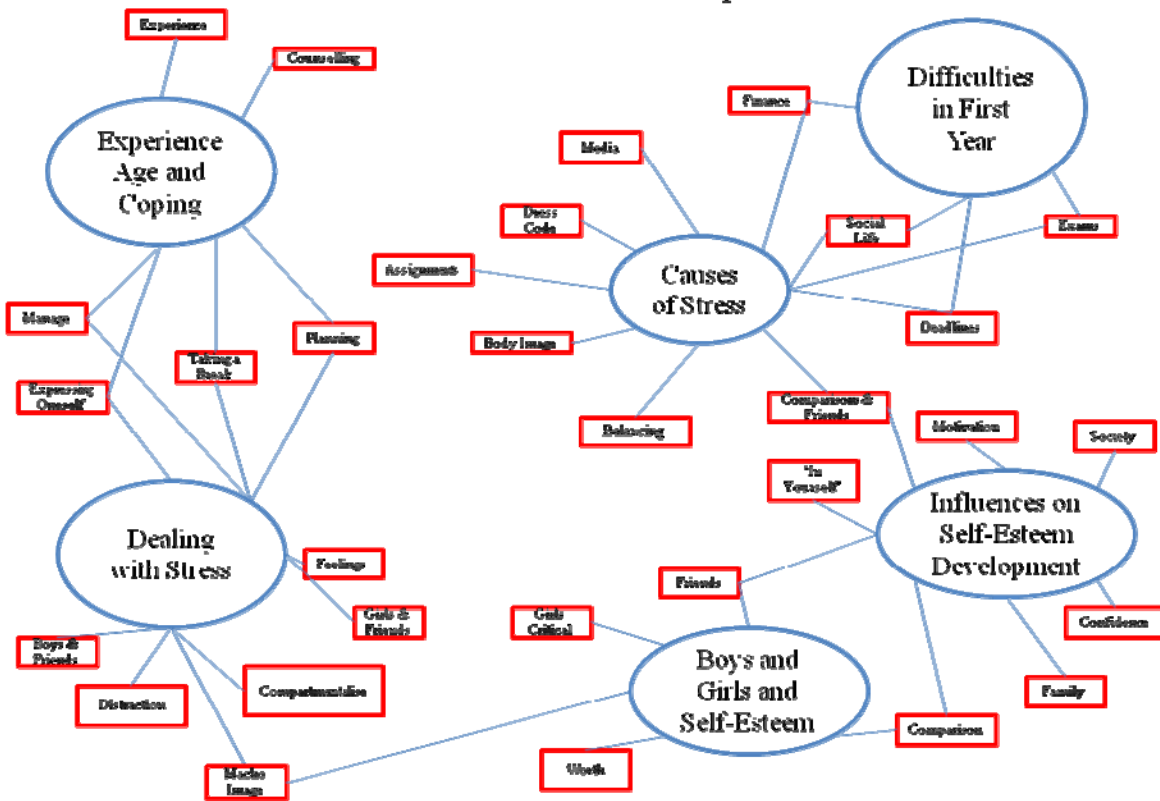 Experience
Counselling
Experience
Age and
Coping
Difficulties
in First
Year
Finance
Media
Dress
Code
Social
Life
Exams
Assignments
Causes
of Stress
Manage
Planning
Deadlines
Body Image
Taking a
Break
Expressing
Oneself
Comparisons &
Friends
Motivation
Society
Balancing
"In
Yourself"
Influences on
Self-Esteem
Development
Dealing
with Stress
Feelings
Friends
Girls &
Friends
Girls
Critical
Confidence
Boys &
Friends
Boys and
Girls and
Self-Esteem
Compartmentalise
Distraction
Family
Comparison
Worth
Macho
Image